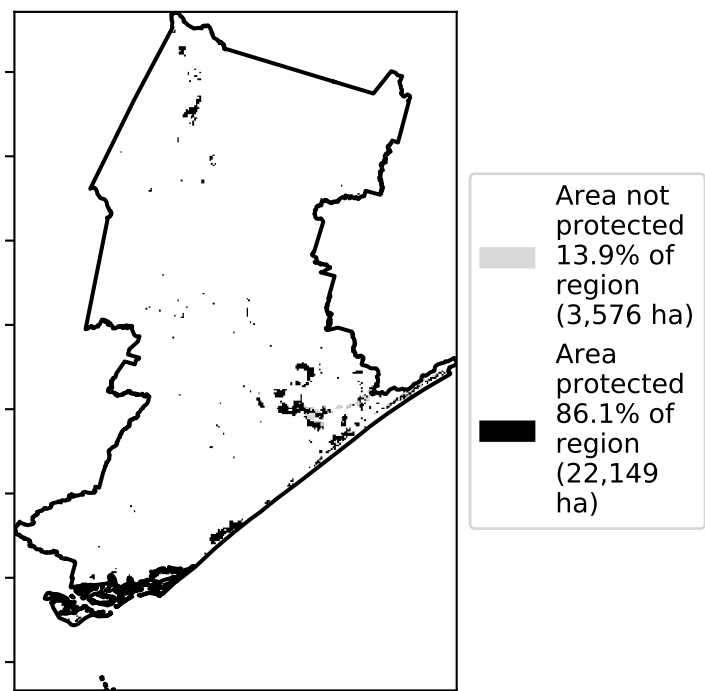 Area not
protected
13.9% of
region
(3,576 ha)
Area
protected
86.1% of
region
(22,149
ha)